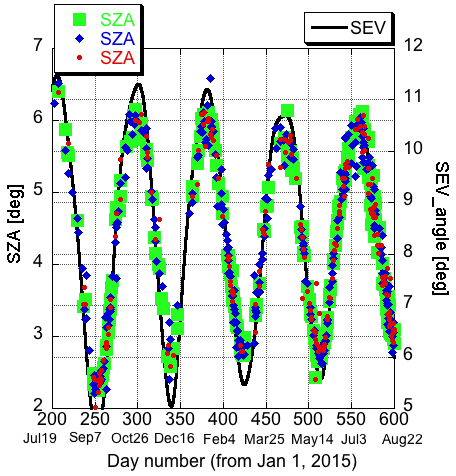 SZA
SZA
SZA
SEV
7
6
5
4
3
2
SZA [deg]
12
11
10
9
8
7
6
5
SEV_angle [deg]
200 250 300 350 400 450 500 550 600
Jul19 Sep7 Oct26 Dec16 Feb4 Mar25 May14 Jul3 Aug22
Day number (from Jan 1, 2015)